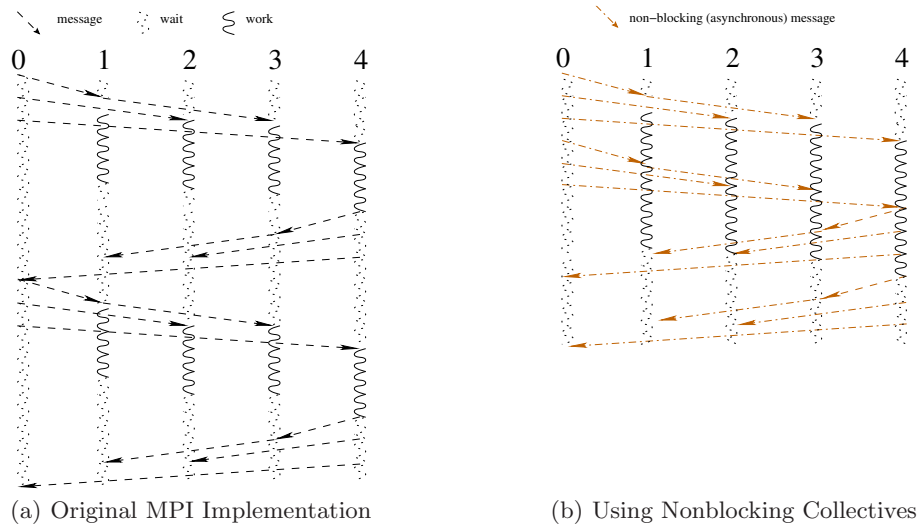 message wait work
non−blocking (asynchronous) message
0 1 2 3 4
0 1 2 3 4
(a) Original MPI Implementation
(b) Using Nonblocking Collectives